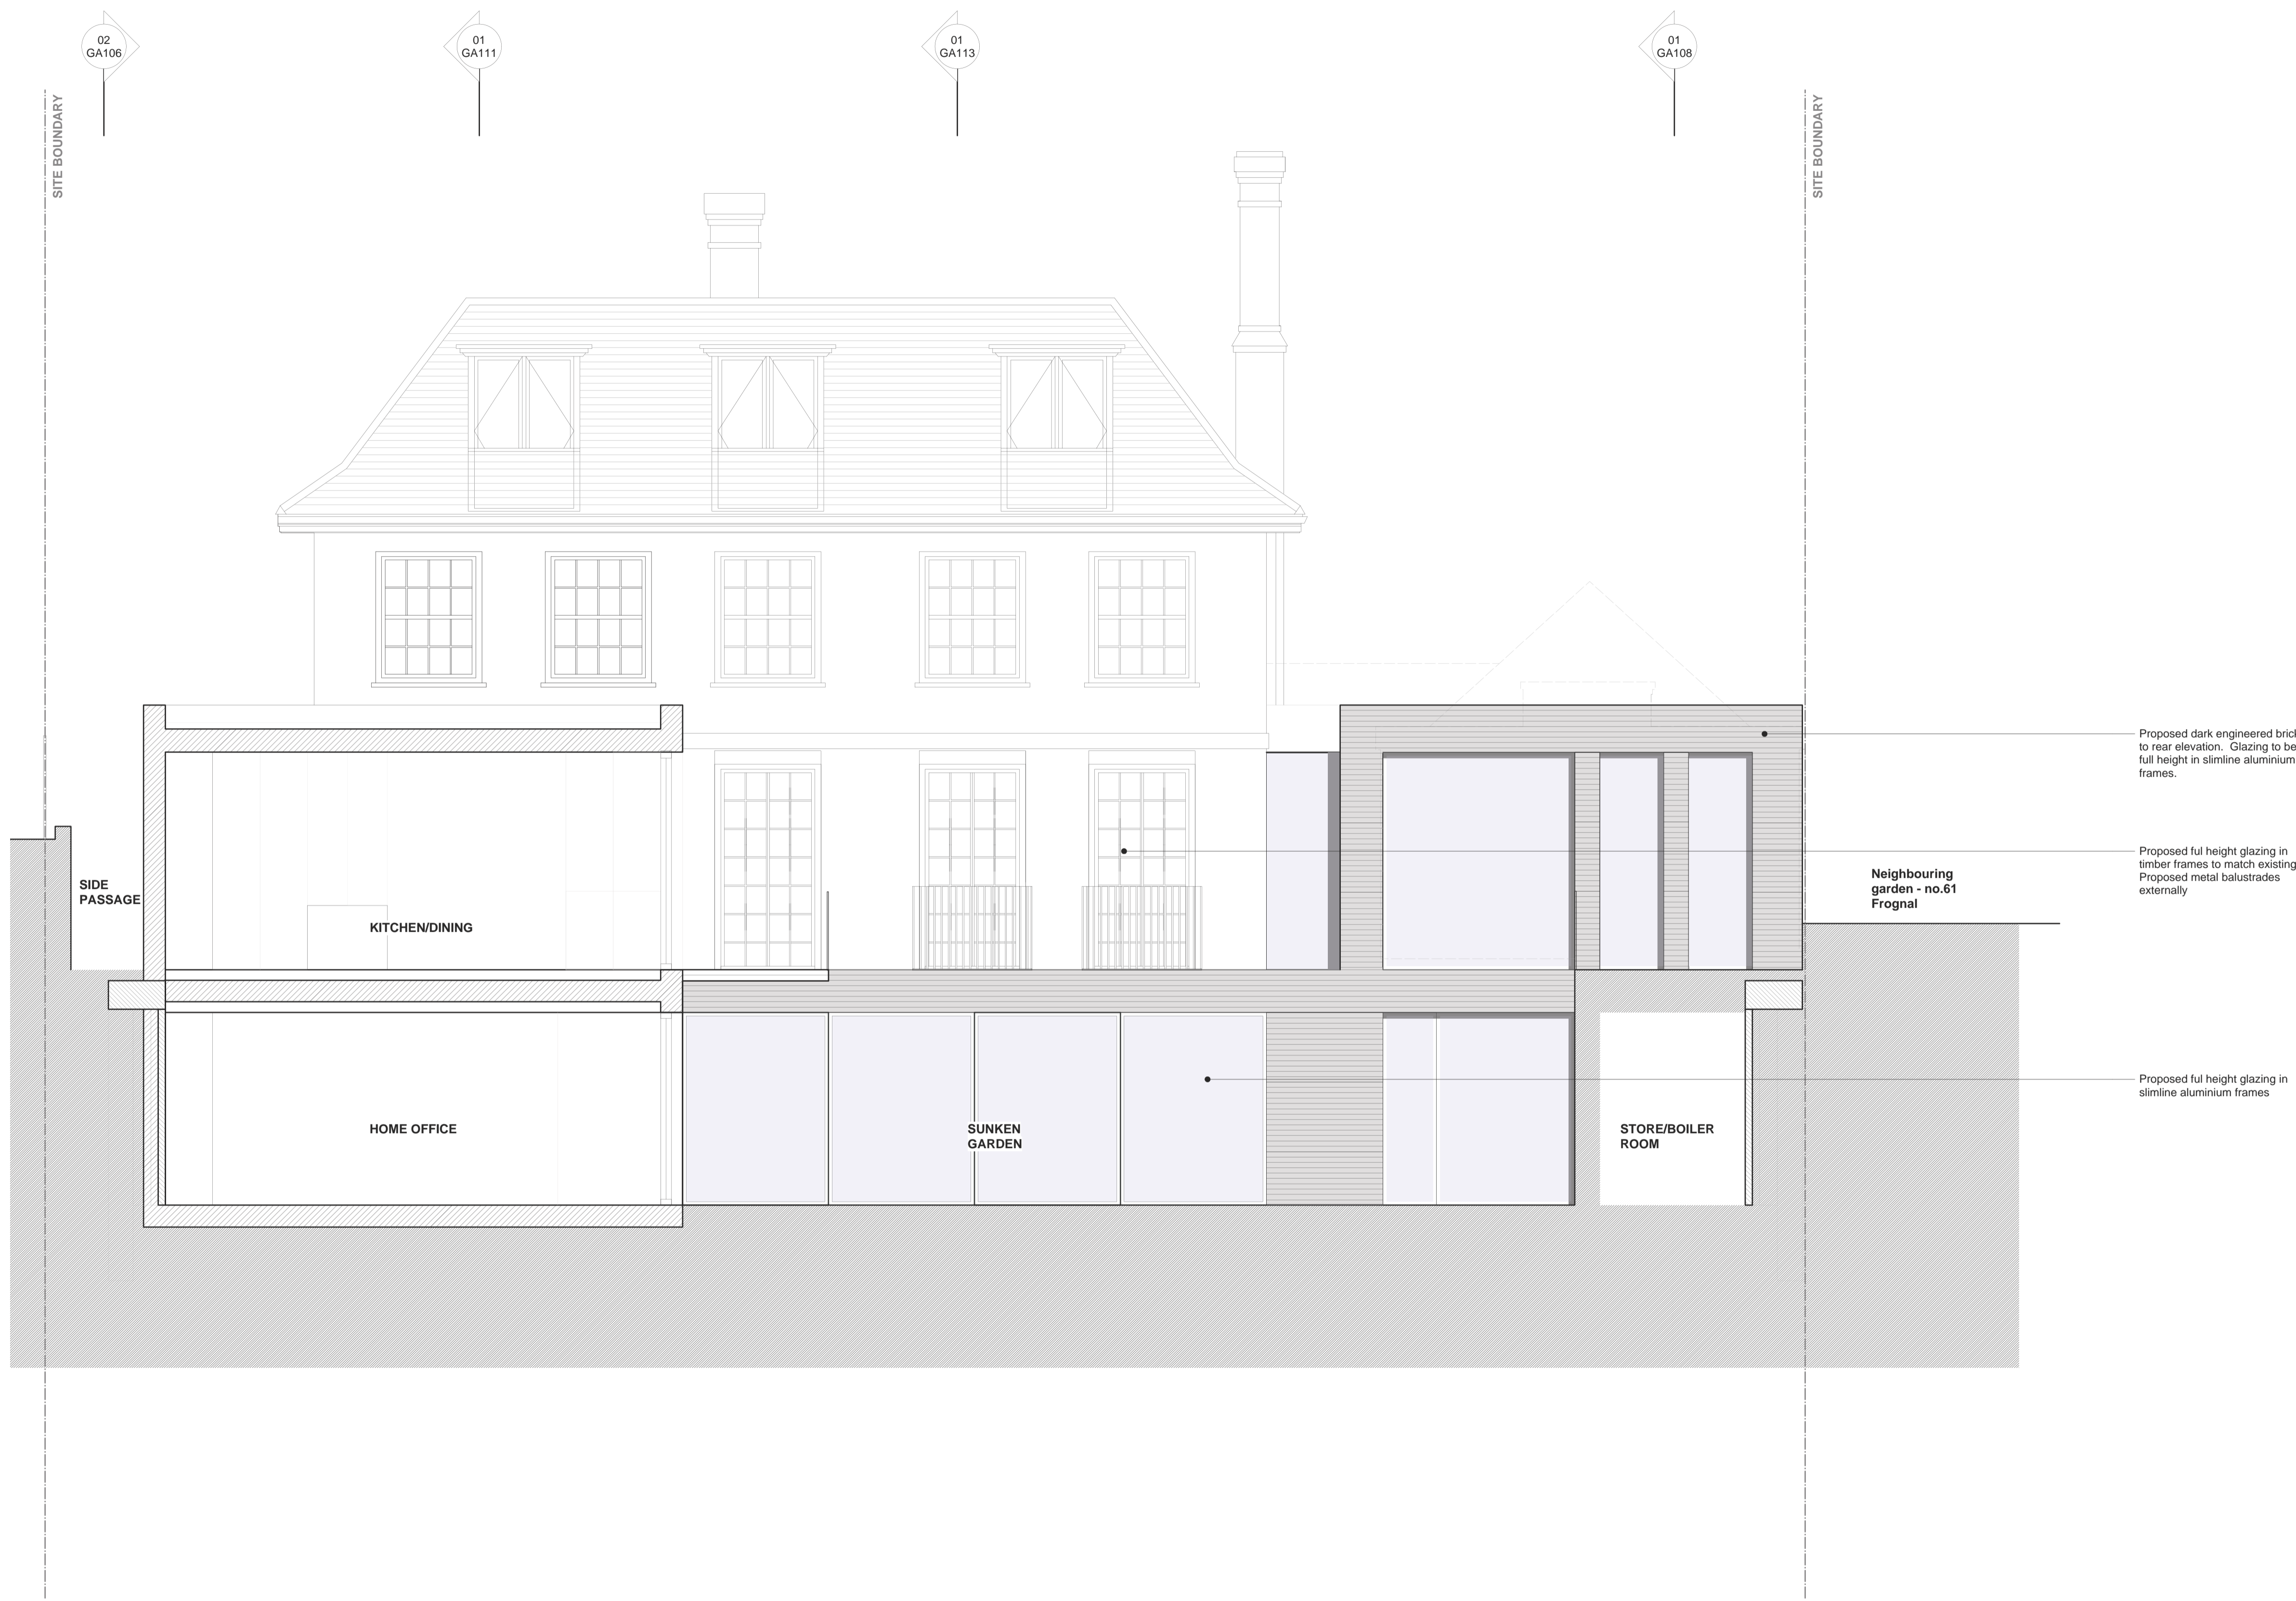 02
GA106
01
GA111
01
GA113
01
GA108
SITE BOUNDARY
SITE BOUNDARY
Proposed dark engineered brick
to rear elevation.  Glazing to be
full height in slimline aluminium
frames.
Proposed ful height glazing in
timber frames to match existing
Proposed metal balustrades
externally
Neighbouring
garden - no.61
Frognal
SIDE
PASSAGE
KITCHEN/DINING
Proposed ful height glazing in
slimline aluminium frames
HOME OFFICE
SUNKEN
GARDEN
STORE/BOILER
ROOM